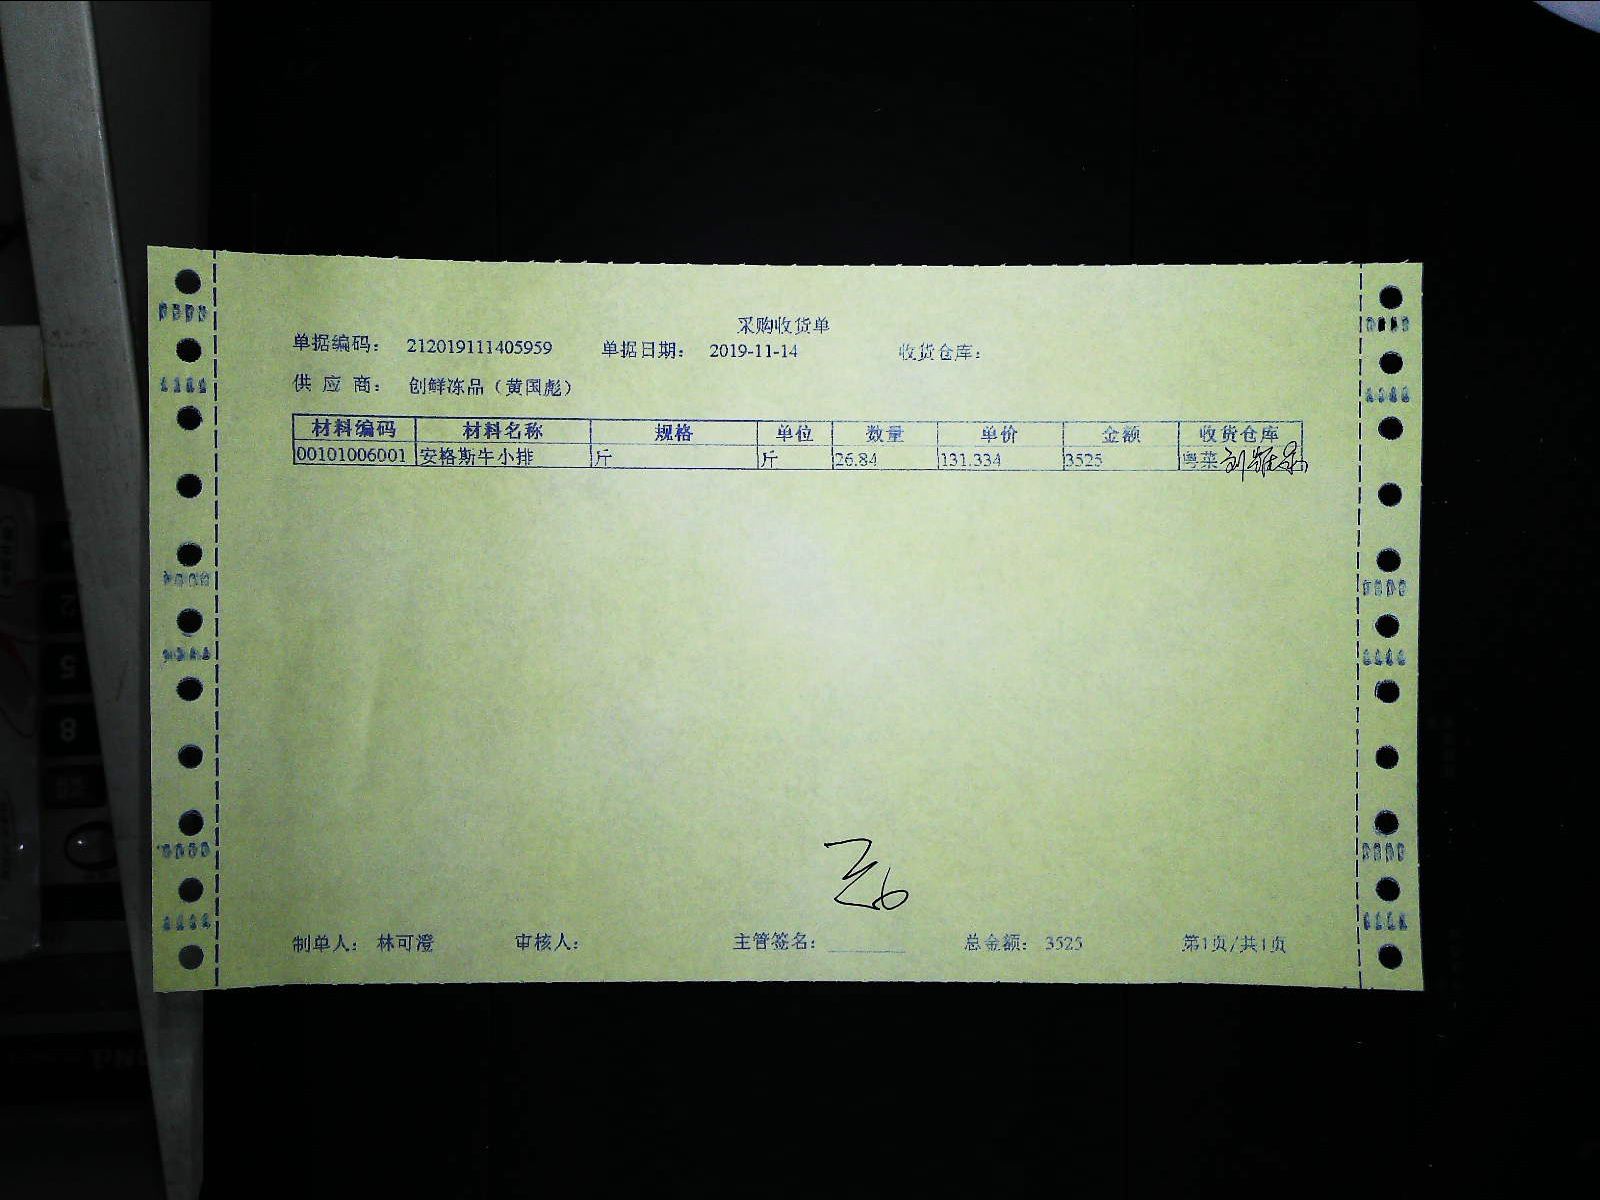 采购收货单
单据编码： 212019111405959 单据日期： 2019-11-14 收货仓库：
供 应 商： 创鲜冻品（黄国彪）
材料编码 材料名称 规格 单位 数量 单价 金额 收货仓库
00101006001 安格斯牛小排 斤 斤 26.84 131.334 3525 粤菜
制单人： 林可澄 审核人： 主管签名： 总金额： 3525 第1页/共1页